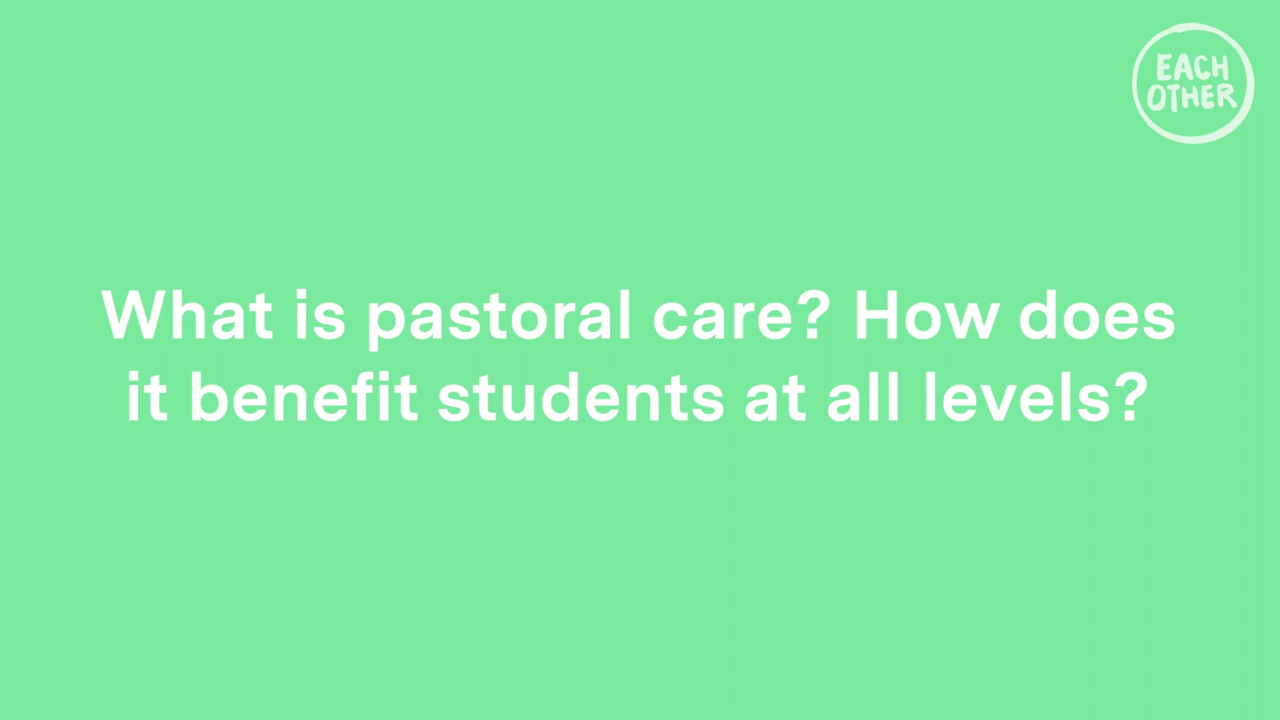 EACH
OTHER
What is pastoral care? How does
it benefit students at all levels?